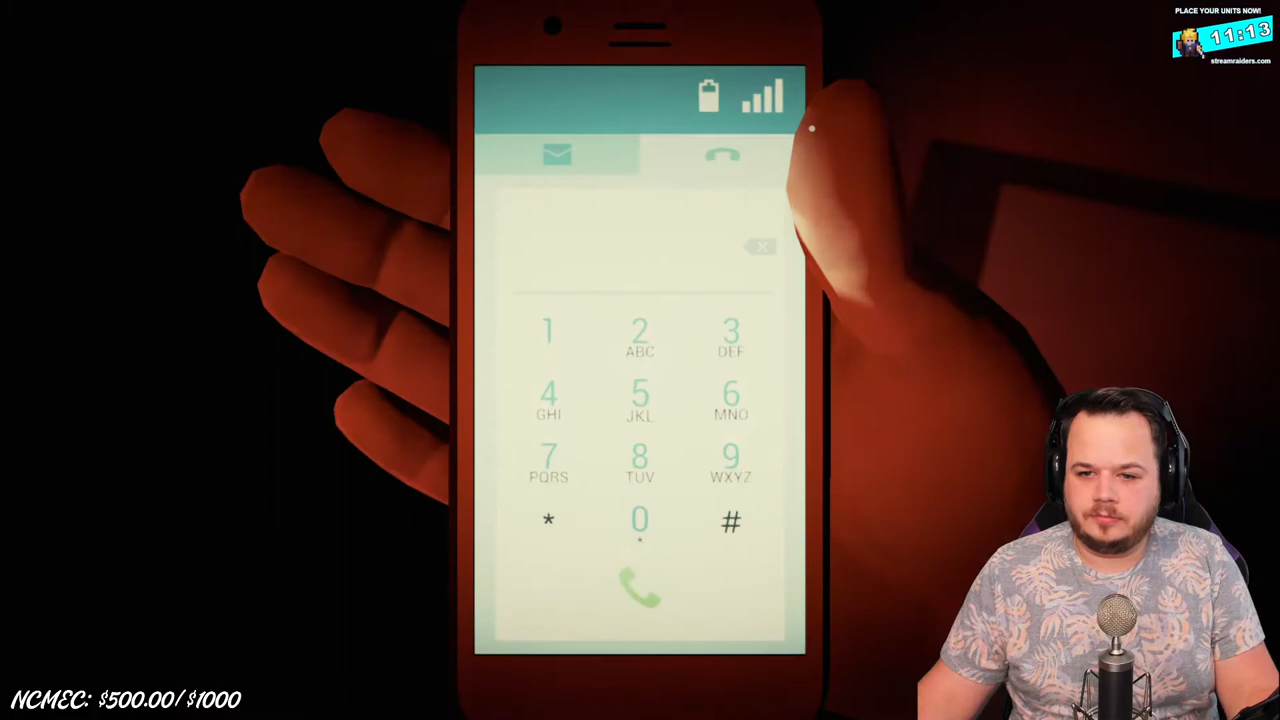 PLACE YOUR UNITS NOW!
11:13
streamraiders.com
1
2
3
ABC
DEF
4
5
6
GHI
JKL
MNO
7
8
9
PQRS
TUV
WXYZ
*
0
#
NCMEC: $500.00/$1000